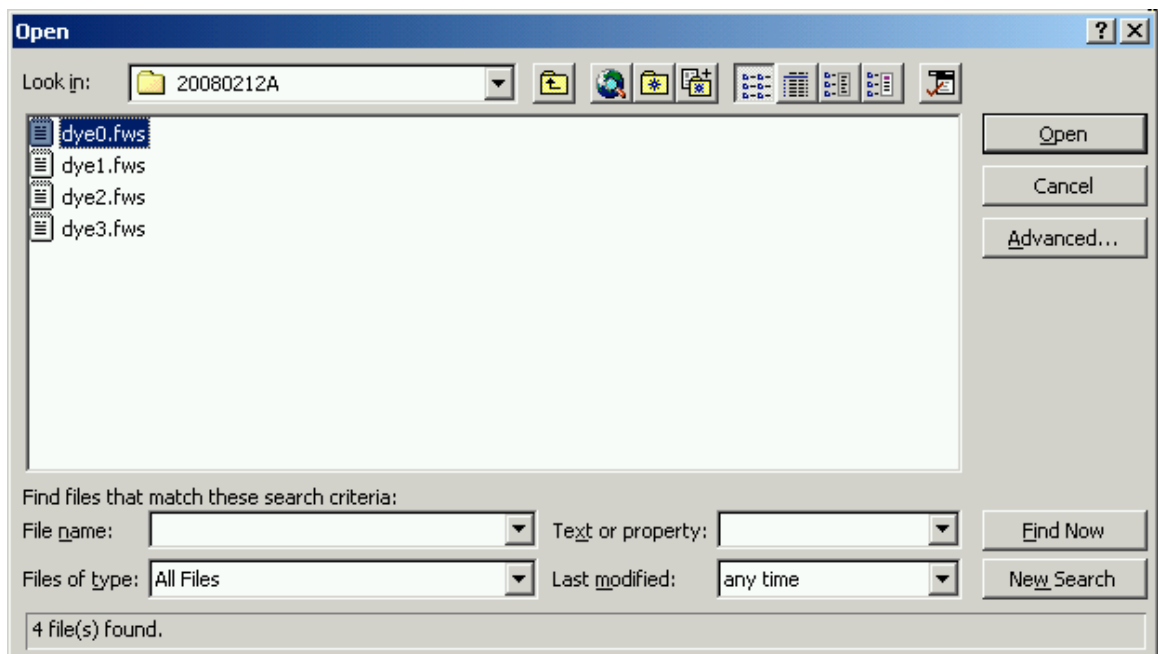 Open
Look in: 20080212A
dye0.fws
dye1.fws
dye2.fws
dye3.fws
Open
Cancel
Advanced...
Find files that match these search criteria:
File name: Text or property: Find Now
Files of type: All Files Last modified: any time New Search
4 file(s) found.